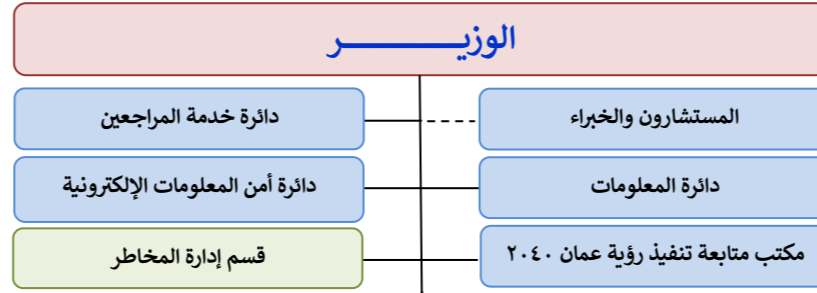 الوزيــــــــــر
المستشارون والخبراء
دائرة خدمة المراجعين
دائرة المعلومات
دائرة أمن المعلومات الإلكترونية
مكتب متابعة تنفيذ رؤية عمان ٢٠٤٠
قسم إدارة المخاطر